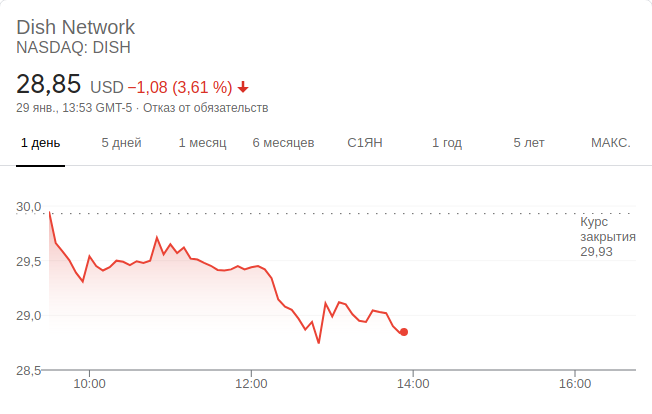 Dish Network
NASDAQ: DISH
28,85 USD −1,08 (3,61 %)
29 янв., 13:53 GMT-5 · Отказ от обязательств
1 день 5 дней 1 месяц 6 месяцев С1ЯН 1 год 5 лет МАКС.
30,0
Курс
закрытия
29,93
29.5
29,0
28,5
10:00 12:00 14:00 16:00